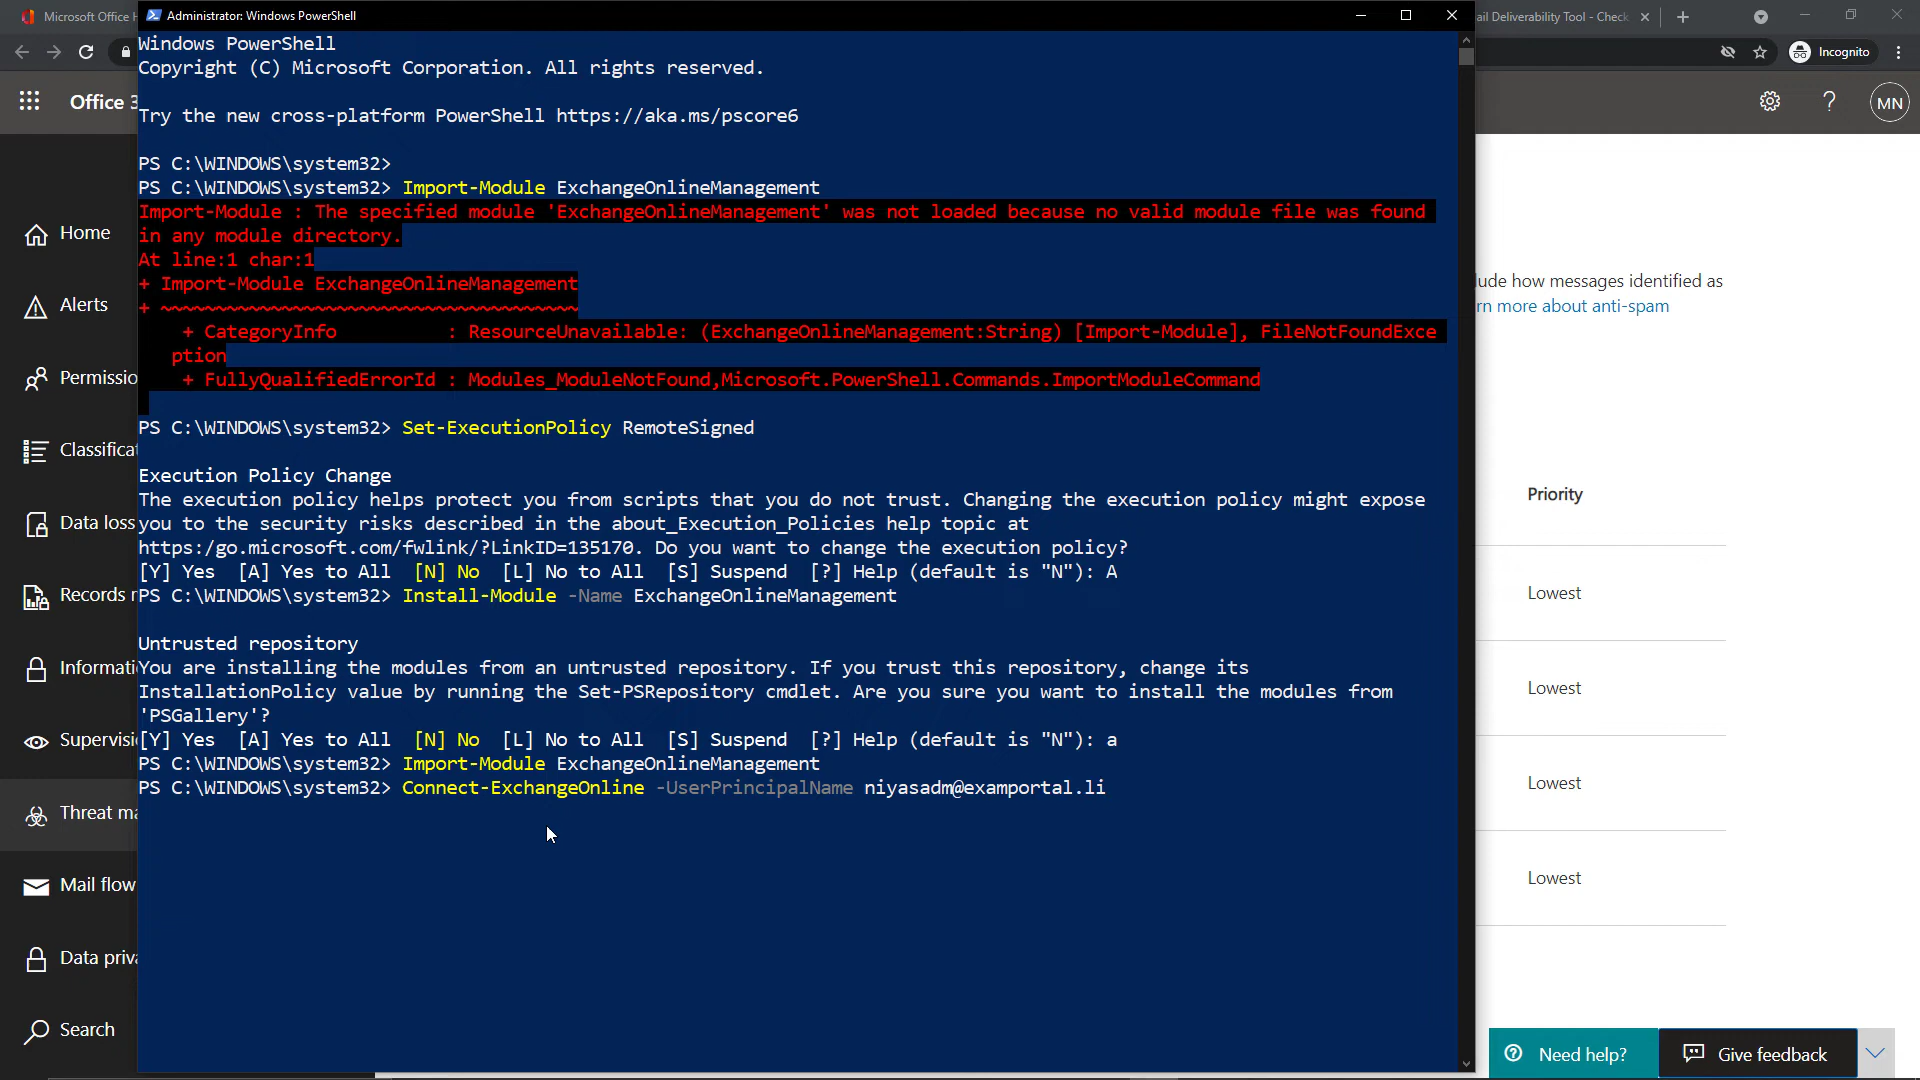 Microsoft Office H
Administrator: Windows PowerShell
ail Deliverability Tool - Check
Incognito
Office 3
MN
Windows PowerShell
Copyright (C) Microsoft Corporation. All rights reserved.
Try the new cross-platform PowerShell https://aka.ms/pscore6
PS C:\WINDOWS\system32>
PS C:\WINDOWS\system32> Import-Module ExchangeOnlineManagement
Import-Module : The specified module 'ExchangeOnlineManagement' was not loaded because no valid module file was found
in any module directory.
At line:1 char:1
+ Import-Module ExchangeOnlineManagement
+ ~~~~~~~~~~~~~~~~~~~~~~~~~~~~~~~~~~~~~~
+ CategoryInfo          : ResourceUnavailable: (ExchangeOnlineManagement:String) [Import-Module], FileNotFoundExce
ption
+ FullyQualifiedErrorId : Modules_ModuleNotFound,Microsoft.PowerShell.Commands.ImportModuleCommand
PS C:\WINDOWS\system32> Set-ExecutionPolicy RemoteSigned
Execution Policy Change
The execution policy helps protect you from scripts that you do not trust. Changing the execution policy might expose
you to the security risks described in the about_Execution_Policies help topic at
https:/go.microsoft.com/fwlink/?LinkID=135170. Do you want to change the execution policy?
[Y] Yes  [A] Yes to All  [N] No  [L] No to All  [S] Suspend  [?] Help (default is "N"): A
PS C:\WINDOWS\system32> Install-Module -Name ExchangeOnlineManagement
Untrusted repository
You are installing the modules from an untrusted repository. If you trust this repository, change its
InstallationPolicy value by running the Set-PSRepository cmdlet. Are you sure you want to install the modules from
'PSGallery'?
[Y] Yes  [A] Yes to All  [N] No  [L] No to All  [S] Suspend  [?] Help (default is "N"): a
PS C:\WINDOWS\system32> Import-Module ExchangeOnlineManagement
PS C:\WINDOWS\system32> Connect-ExchangeOnline -UserPrincipalName niyasadm@examportal.li
Home
Alerts
Permissio
Classificat
Data loss
Records r
Informati
Supervisi
Threat ma
Mail flow
Data priva
Search
lude how messages identified as
rn more about anti-spam
Priority
Lowest
Lowest
Lowest
Lowest
Need help?
Give feedback